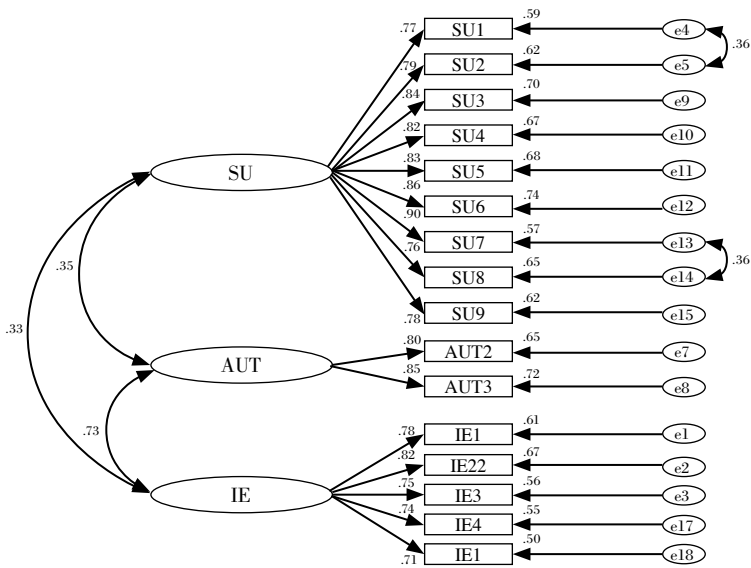 .77 SU1 .59 e4
.36
.79 SU2 .62 e5
.84 SU3 .70 e9
.82 SU4 .67 e10
SU .83 SU5 .68 e11
.86 SU6 .74 e12
.90 SU7 .57 e13
.36
.76 SU8 .65 e14
.35
.78 SU9 .62 e15
.33
.80 AUT2 .65 e7
AUT
.85 AUT3 .72 e8
.73
.78 IE1 .61 e1
.82 IE22 .67 e2
IE .75 IE3 .56 e3
.74 IE4 .55 e17
.71 IE1 .50 e18